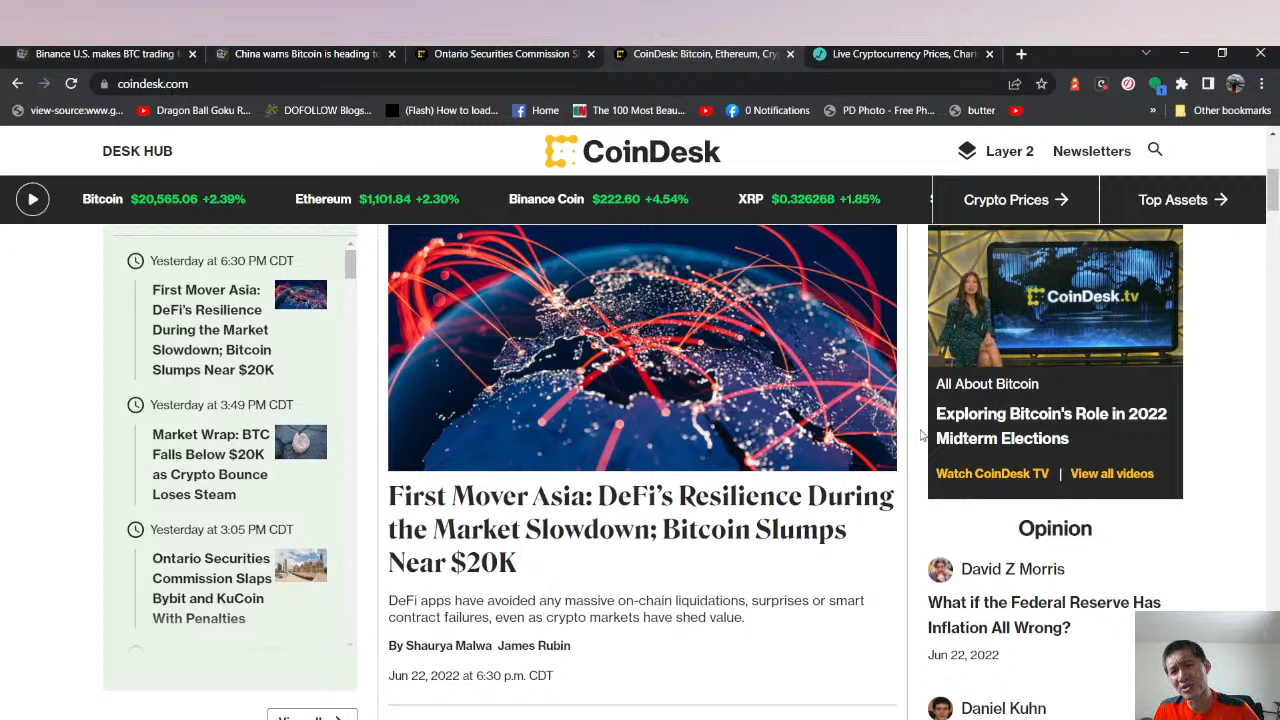 Binance U.S. makes BTC trading f
China warns Bitcoin is heading to
Ontario Securities Commission Sl
CoinDesk: Bitcoin, Ethereum, Cry
Live Cryptocurrency Prices, Chart
coindesk.com
view-source:www.g...
Dragon Ball Goku R...
DOFOLLOW Blogs...
(Flash) How to load...
Home
The 100 Most Beau...
0 Notifications
PD Photo - Free Ph...
butter
»
Other bookmarks
DESK HUB
CoinDesk
Layer 2
Newsletters
Bitcoin $20,565.06 +2.39%
Ethereum $1,101.84 +2.30%
Binance Coin $222.60 +4.54%
XRP $0.326268 +1.85%
Crypto Prices →
Top Assets →
Yesterday at 6:30 PM CDT
First Mover Asia:
DeFi’s Resilience
During the Market
Slowdown; Bitcoin
Slumps Near $20K
Yesterday at 3:49 PM CDT
Market Wrap: BTC
Falls Below $20K
as Crypto Bounce
Loses Steam
Yesterday at 3:05 PM CDT
Ontario Securities
Commission Slaps
Bybit and KuCoin
With Penalties
First Mover Asia: DeFi’s Resilience During
the Market Slowdown; Bitcoin Slumps
Near $20K
DeFi apps have avoided any massive on-chain liquidations, surprises or smart
contract failures, even as crypto markets have shed value.
By Shaurya Malwa James Rubin
Jun 22, 2022 at 6:30 p.m. CDT
CoinDesk.tv
All About Bitcoin
Exploring Bitcoin's Role in 2022
Midterm Elections
Watch CoinDesk TV | View all videos
Opinion
David Z Morris
What if the Federal Reserve Has
Inflation All Wrong?
Jun 22, 2022
Daniel Kuhn